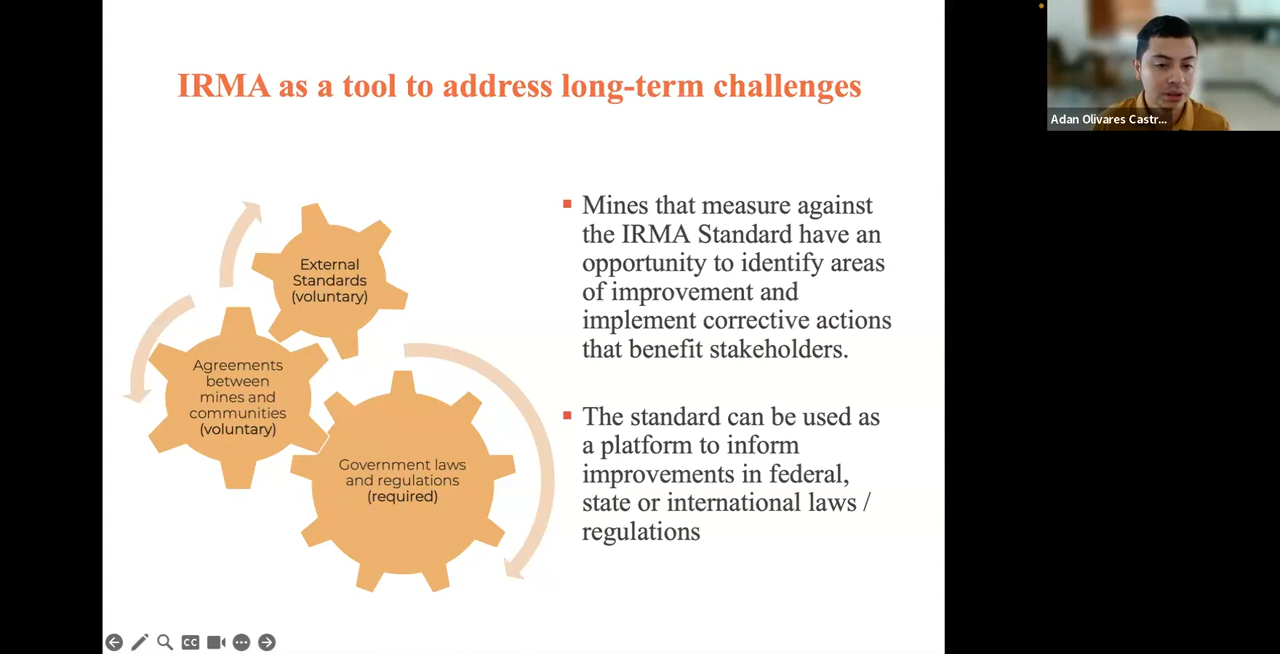 IRMA as a tool to address long-term challenges
Adan Olivares Castr...
External
Standards
(voluntary)
Agreements
between
mines and
communities
(voluntary)
Government laws
and regulations
(required)
Mines that measure against
the IRMA Standard have an
opportunity to identify areas
of improvement and
implement corrective actions
that benefit stakeholders.
The standard can be used as
a platform to inform
improvements in federal,
state or international laws /
regulations
CC